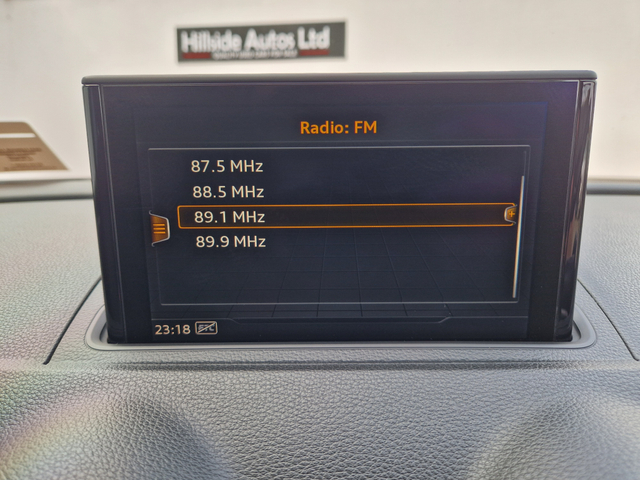 Hillside Autos Ltd
Radio: FM
87.5 MHz
88.5 MHz
89.1 MHz
89.9 MHz
23:18